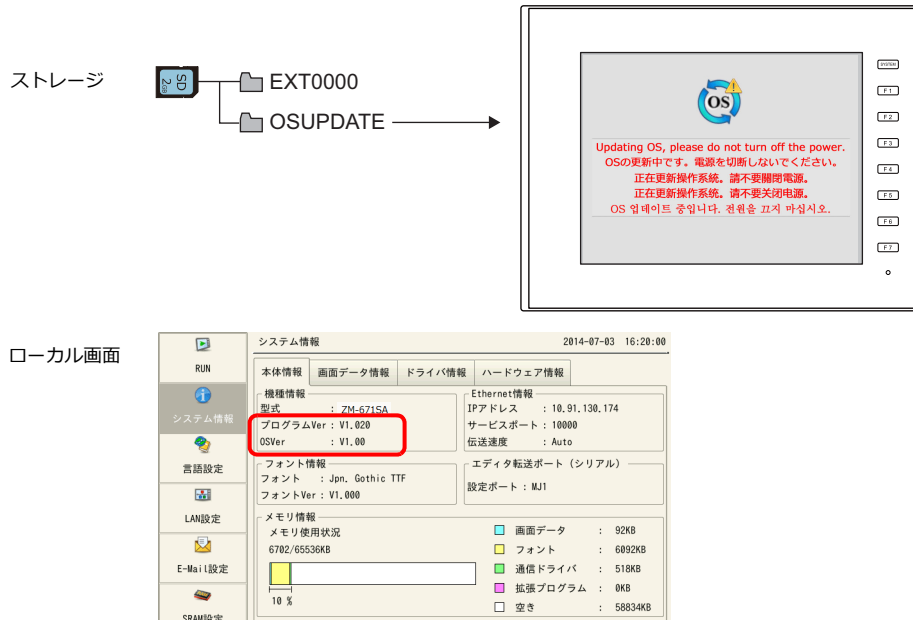 ストレージ
SD
2GB
EXT0000
OSUPDATE
OS
Updating OS, please do not turn off the power.
OSの更新中です。電源を切断しないでください。
正在更新操作系統。請不要關閉電源。
正在更新操作系统。请不要关闭电源。
OS 업데이트 중입니다. 전원을 끄지 마십시오.
SYSTEM
F1
F2
F3
F4
F5
F6
F7
ローカル画面
RUN
システム情報
言語設定
LAN設定
E-Mail設定
SRAM設定
システム情報 2014-07-03 16:20:00
本体情報 画面データ情報 ドライバ情報 ハードウェア情報
機種情報
型式 : ZM-671SA
プログラムVer : V1.020
OSVer : V1.00
Ethernet情報
IPアドレス : 10.91.130.174
サービスポート : 10000
伝送速度 : Auto
フォント情報
フォント : Jpn. Gothic TTF
フォントVer : V1.000
エディタ転送ポート（シリアル）
設定ポート : MJ1
メモリ情報
メモリ使用状況
6702/65536KB
10 %
画面データ : 92KB
フォント : 6092KB
通信ドライバ : 518KB
拡張プログラム : 0KB
空き : 58834KB